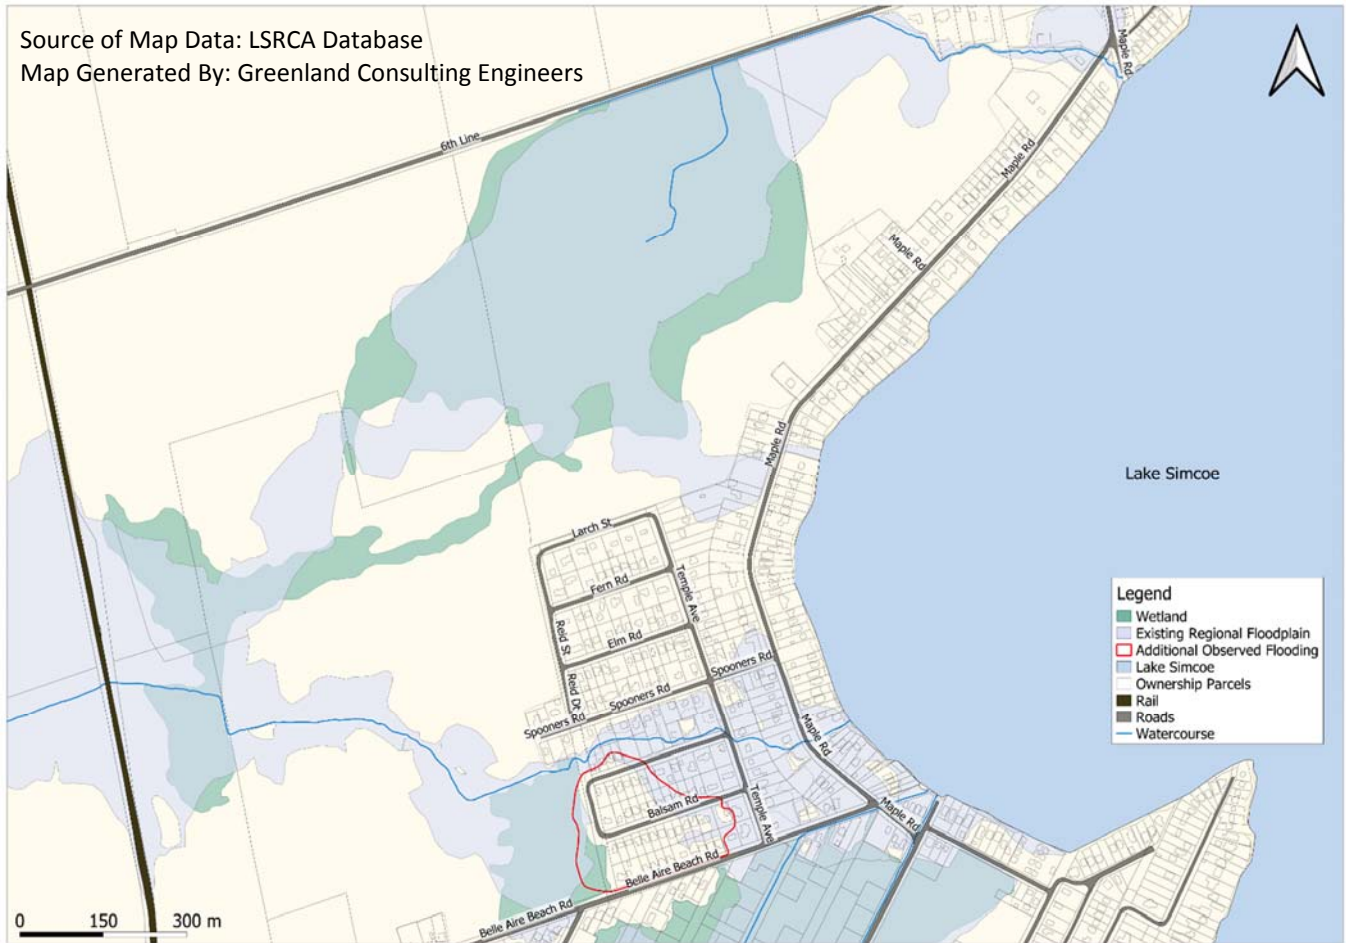 Source of Map Data: LSRCA Database
Map Generated By: Greenland Consulting Engineers
Maple Rd
6th Line
Maple Rd
Maple Rd
Maple Rd
Lake Simcoe
Larch St
Fern Rd
Temple Ave
Reid St
Elm Rd
Spooners Rd
Reid Dt
Spooners Rd
Spooners Rd
Maple Rd
Balsam Rd
Temple Ave
Maple Rd
Belle Aire Beach Rd
Belle Aire Beach Rd
Legend
Wetland
Existing Regional Floodplain
Additional Observed Flooding
Lake Simcoe
Ownership Parcels
Rail
Roads
Watercourse
0 150 300 m